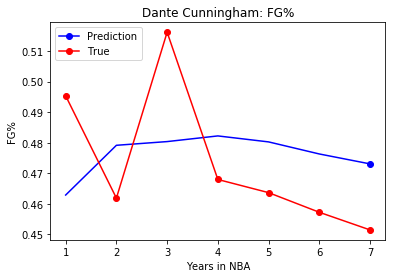 Dante Cunningham: FG%
Prediction
True
0.51
0.50
0.49
0.48
0.47
0.46
0.45
FG%
1 2 3 4 5 6 7
Years in NBA